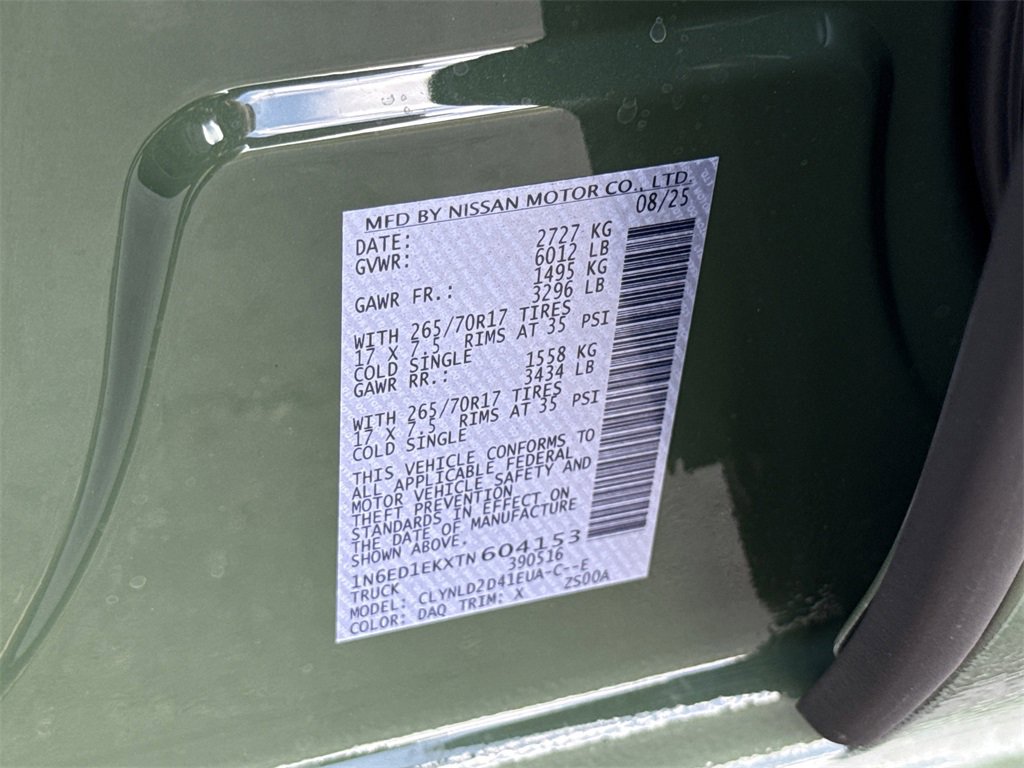 MFD BY NISSAN MOTOR CO., LTD.
DATE: 08/25
GVWR: 2727 KG
6012 LB
GAWR FR.: 1495 KG
3296 LB
WITH 265/70R17 TIRES
17 X 7.5 RIMS AT 35 PSI
COLD SINGLE
GAWR RR.: 1558 KG
3434 LB
WITH 265/70R17 TIRES
17 X 7.5 RIMS AT 35 PSI
COLD SINGLE
THIS VEHICLE CONFORMS TO
ALL APPLICABLE FEDERAL
MOTOR VEHICLE SAFETY AND
THEFT PREVENTION
STANDARDS IN EFFECT ON
THE DATE OF MANUFACTURE
SHOWN ABOVE.
1N6ED1EKXTN604153
TRUCK 390516
MODEL: CLYNLD2D41EUA-C--E
COLOR: DAQ TRIM: X 2S00A